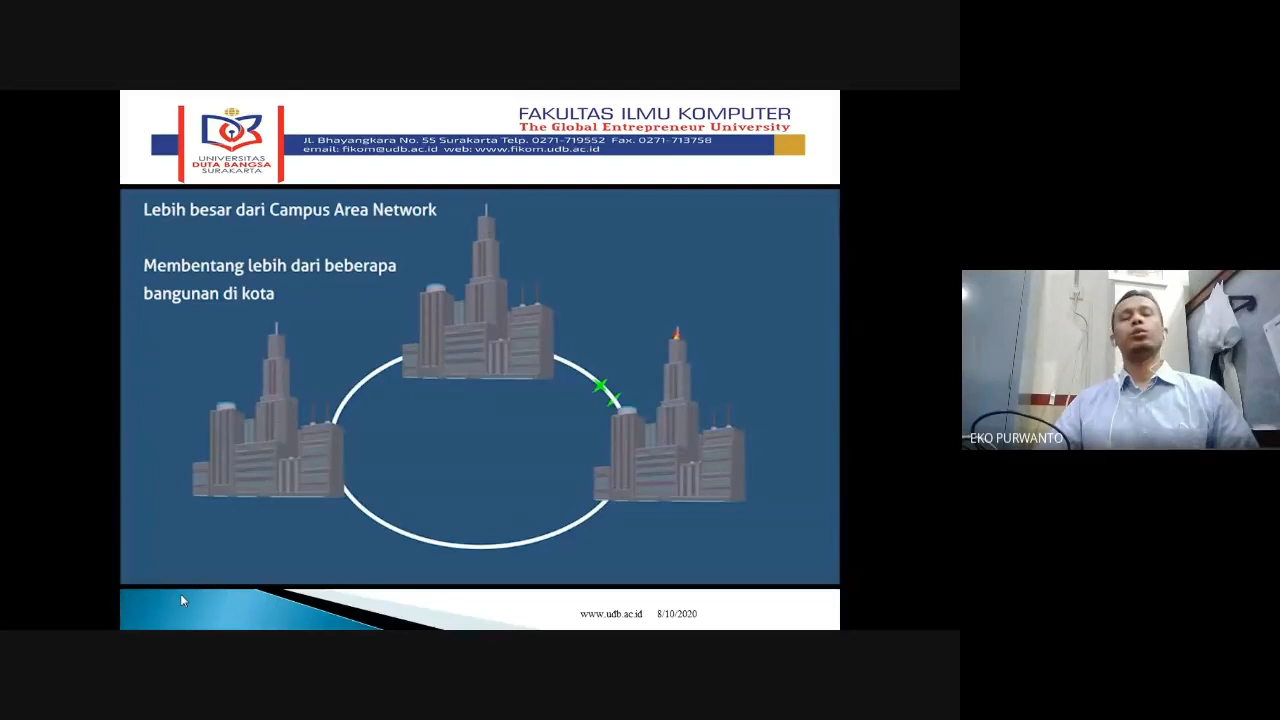 FAKULTAS ILMU KOMPUTER
The Global Entrepreneur University
Jl. Bhayangkara No. 55 Surakarta Telp. 0271-719552 Fax. 0271-713758
email: fikom@udb.ac.id web: www.fikom.udb.ac.id
UNIVERSITAS
DUTA BANGSA
SURAKARTA
Lebih besar dari Campus Area Network
Membentang lebih dari beberapa
bangunan di kota
EKO PURWANTO
www.udb.ac.id 8/10/2020